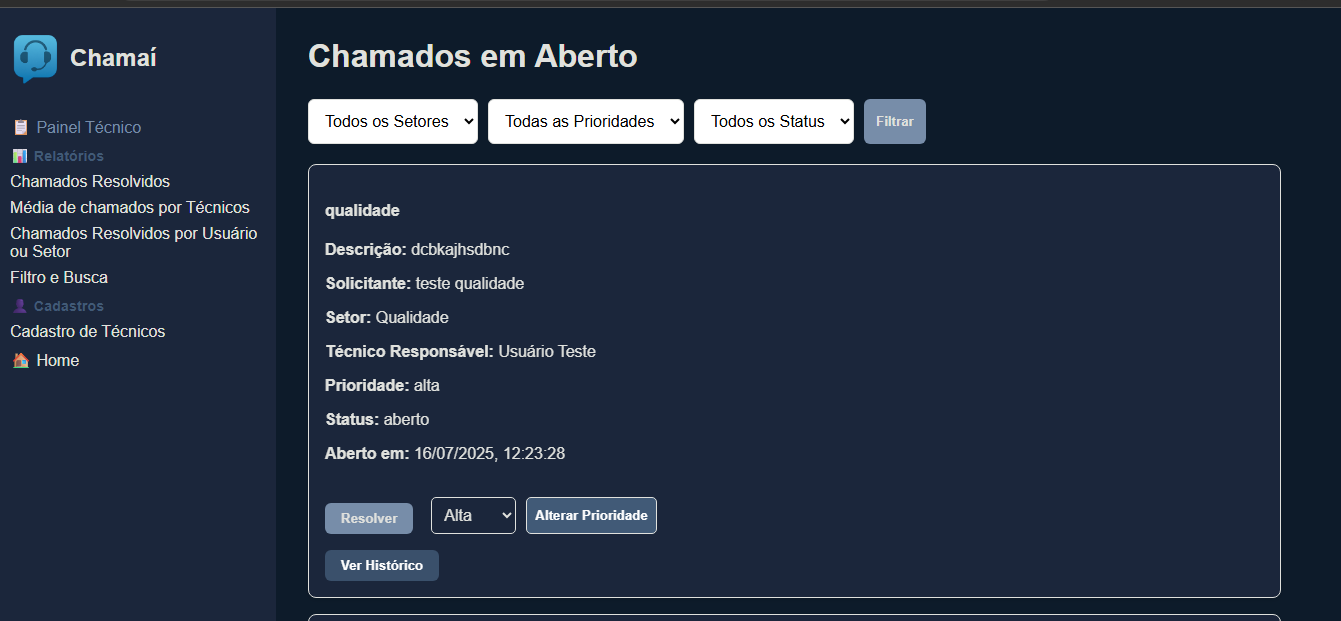 Chamaí
Painel Técnico
Relatórios
Chamados Resolvidos
Média de chamados por Técnicos
Chamados Resolvidos por Usuário
ou Setor
Filtro e Busca
Cadastros
Cadastro de Técnicos
Home
Chamados em Aberto
Todos os Setores
Todas as Prioridades
Todos os Status
Filtrar
qualidade
Descrição: dcbkajhsdbnc
Solicitante: teste qualidade
Setor: Qualidade
Técnico Responsável: Usuário Teste
Prioridade: alta
Status: aberto
Aberto em: 16/07/2025, 12:23:28
Resolver
Alta
Alterar Prioridade
Ver Histórico